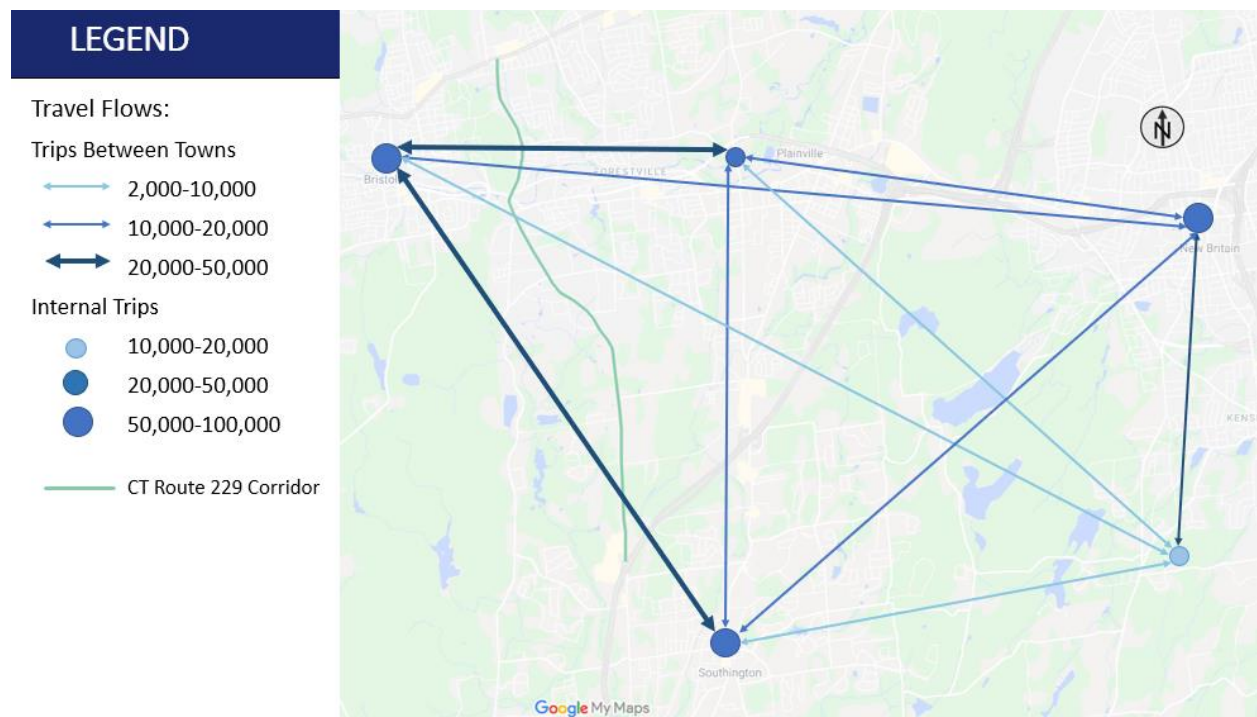 LEGEND
Travel Flows:
Trips Between Towns
2,000-10,000
10,000-20,000
20,000-50,000
Internal Trips
10,000-20,000
20,000-50,000
50,000-100,000
CT Route 229 Corridor
N
Plainville
Bristol
FORESTVILLE
New Britain
KENS
Southington
Google My Maps